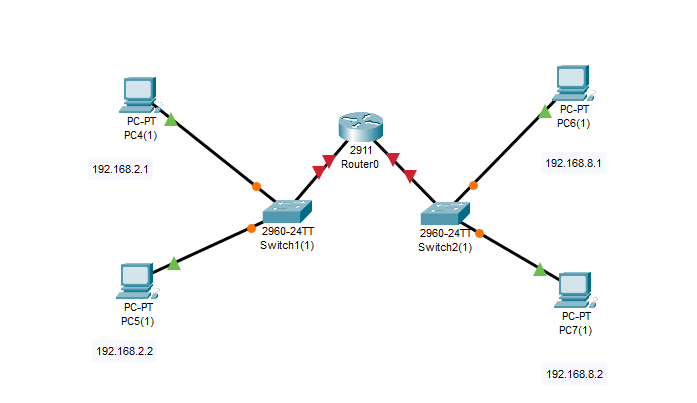 PC-PT
PC4(1)
192.168.2.1
2911
Router0
PC-PT
PC6(1)
192.168.8.1
2960-24TT
Switch1(1)
2960-24TT
Switch2(1)
PC-PT
PC5(1)
192.168.2.2
PC-PT
PC7(1)
192.168.8.2